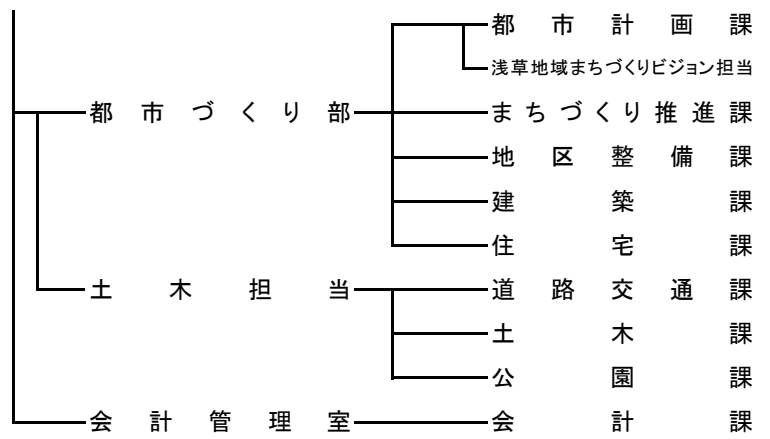 都市計画課
浅草地域まちづくりビジョン担当
都市づくり部 まちづくり推進課
地区整備課
建築課
住宅課
土木担当 道路交通課
土木課
公園課
会計管理室 会計課